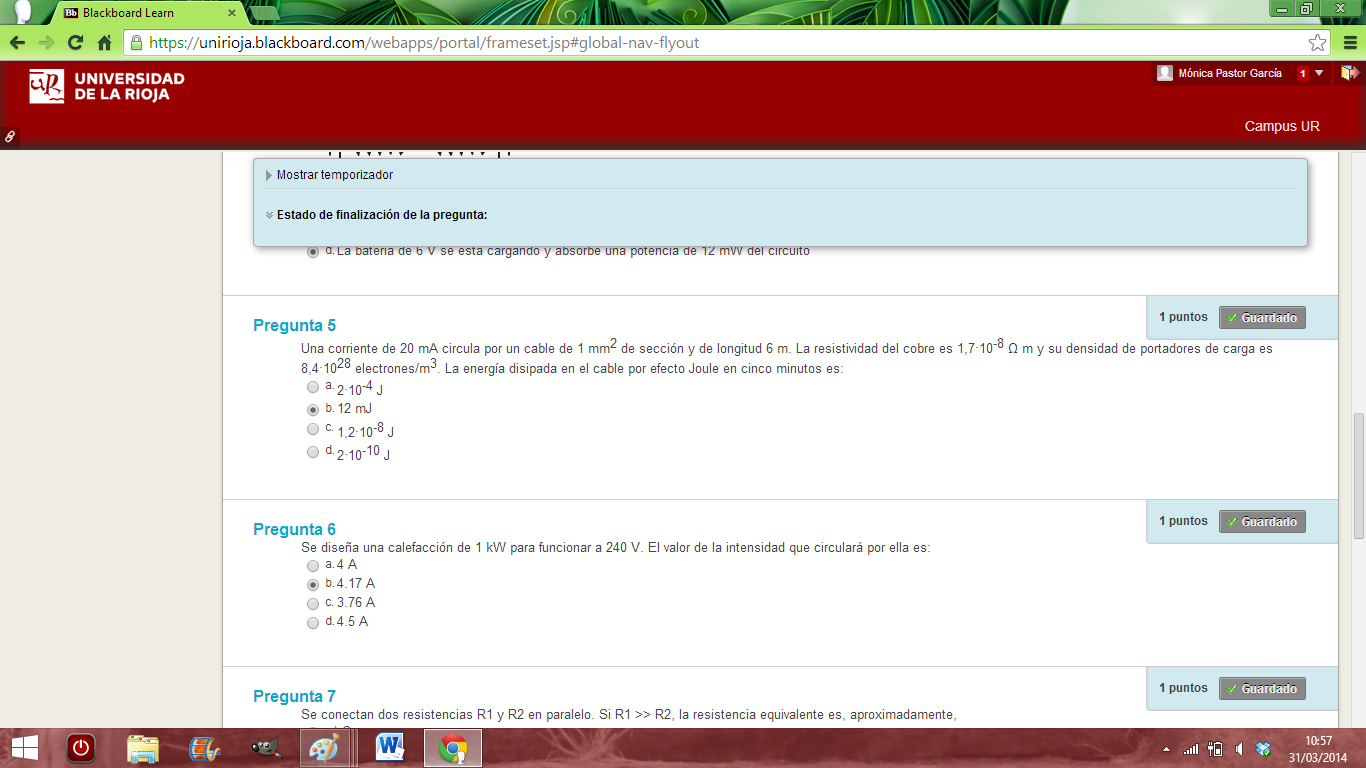 Blackboard Learn
https://unirioja.blackboard.com/webapps/portal/frameset.jsp#global-nav-flyout
UNIVERSIDAD
DE LA RIOJA
Mónica Pastor García 1
Campus UR
Mostrar temporizador
Estado de finalización de la pregunta:
d. La batería de 6 V se está cargando y absorbe una potencia de 12 mW del circuito
Pregunta 5
1 puntos Guardado
Una corriente de 20 mA circula por un cable de 1 mm² de sección y de longitud 6 m. La resistividad del cobre es 1,7·10⁻⁸ Ω m y su densidad de portadores de carga es
8,4·10²⁸ electrones/m³. La energía disipada en el cable por efecto Joule en cinco minutos es:
a. 2·10⁻⁴ J
b. 12 mJ
c. 1,2·10⁻⁸ J
d. 2·10⁻¹⁰ J
Pregunta 6
1 puntos Guardado
Se diseña una calefacción de 1 kW para funcionar a 240 V. El valor de la intensidad que circulará por ella es:
a. 4 A
b. 4.17 A
c. 3.76 A
d. 4.5 A
Pregunta 7
1 puntos Guardado
Se conectan dos resistencias R1 y R2 en paralelo. Si R1 >> R2, la resistencia equivalente es, aproximadamente,
10:57
31/03/2014